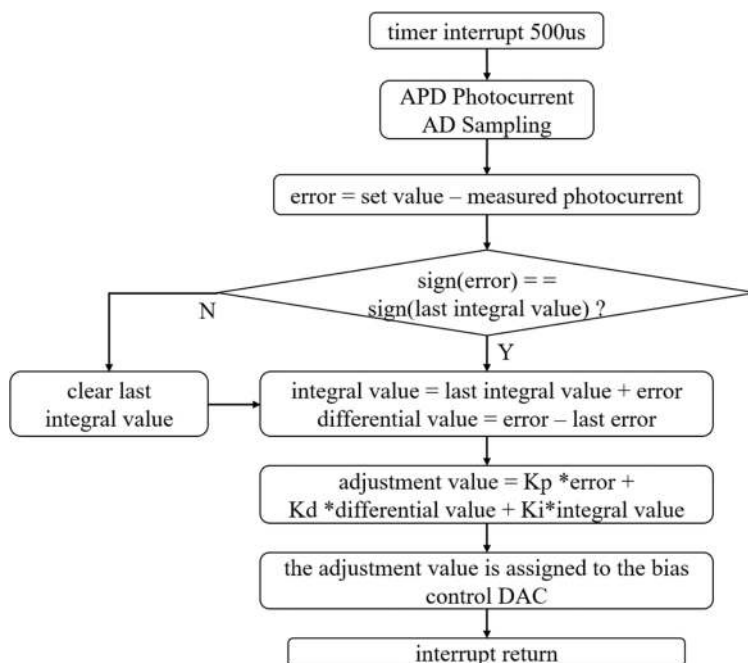 timer interrupt 500us
APD Photocurrent
AD Sampling
error = set value – measured photocurrent
sign(error) = =
sign(last integral value) ?
N
Y
clear last
integral value
integral value = last integral value + error
differential value = error – last error
adjustment value = Kp *error +
Kd *differential value + Ki*integral value
the adjustment value is assigned to the bias
control DAC
interrupt return